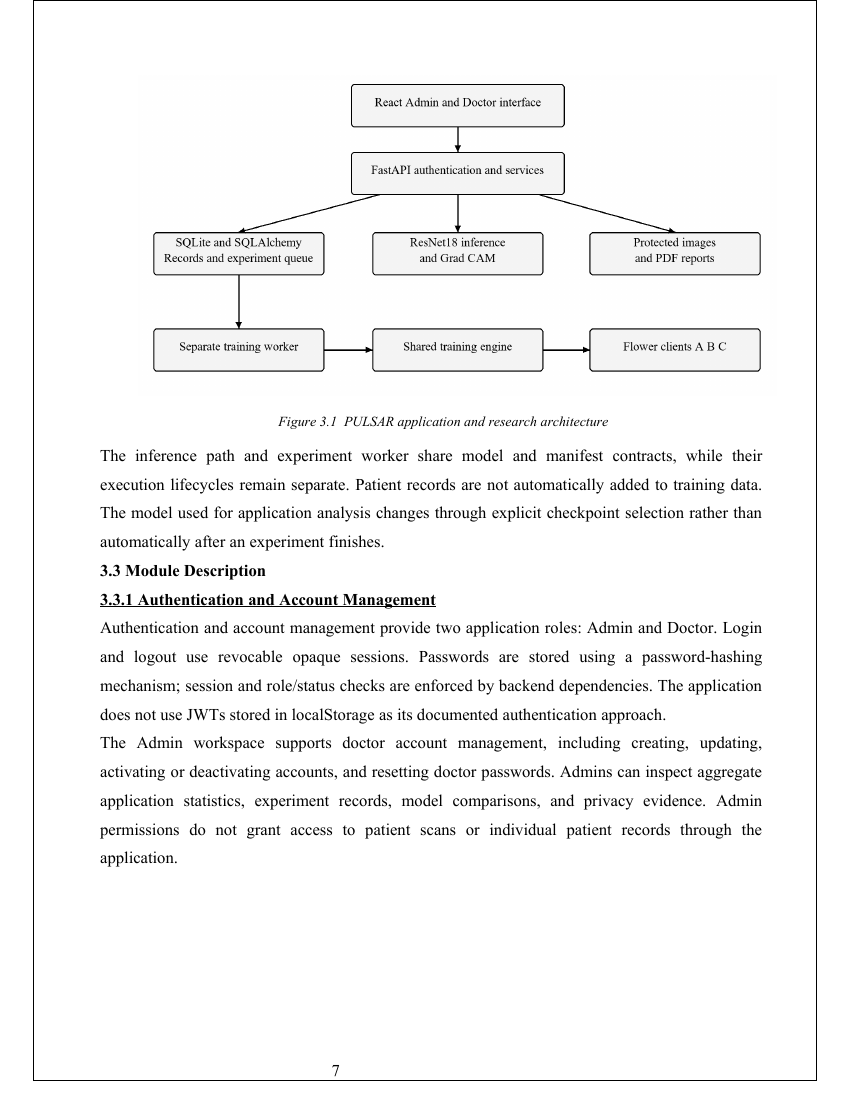 React Admin and Doctor interface
FastAPI authentication and services
SQLite and SQLAlchemy
Records and experiment queue
ResNet18 inference
and Grad CAM
Protected images
and PDF reports
Separate training worker
Shared training engine
Flower clients A B C
Figure 3.1 PULSAR application and research architecture
The inference path and experiment worker share model and manifest contracts, while their
execution lifecycles remain separate. Patient records are not automatically added to training data.
The model used for application analysis changes through explicit checkpoint selection rather than
automatically after an experiment finishes.
3.3 Module Description
3.3.1 Authentication and Account Management
Authentication and account management provide two application roles: Admin and Doctor. Login
and logout use revocable opaque sessions. Passwords are stored using a password-hashing
mechanism; session and role/status checks are enforced by backend dependencies. The application
does not use JWTs stored in localStorage as its documented authentication approach.
The Admin workspace supports doctor account management, including creating, updating,
activating or deactivating accounts, and resetting doctor passwords. Admins can inspect aggregate
application statistics, experiment records, model comparisons, and privacy evidence. Admin
permissions do not grant access to patient scans or individual patient records through the
application.
7